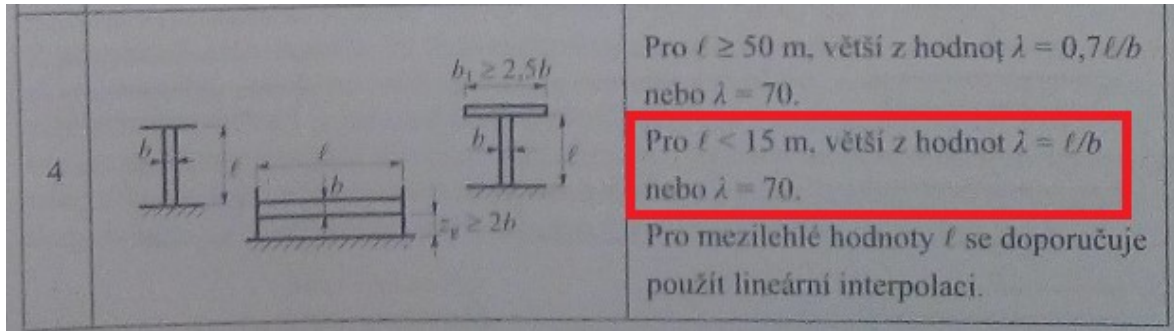 4
b
ℓ
ℓ
b
z_g ≥ 2b
b₁ ≥ 2,5b
b
ℓ
Pro ℓ ≥ 50 m, větší z hodnot λ = 0,7ℓ/b
nebo λ = 70.
Pro ℓ < 15 m, větší z hodnot λ = ℓ/b
nebo λ = 70.
Pro mezilehlé hodnoty ℓ se doporučuje
použít lineární interpolaci.